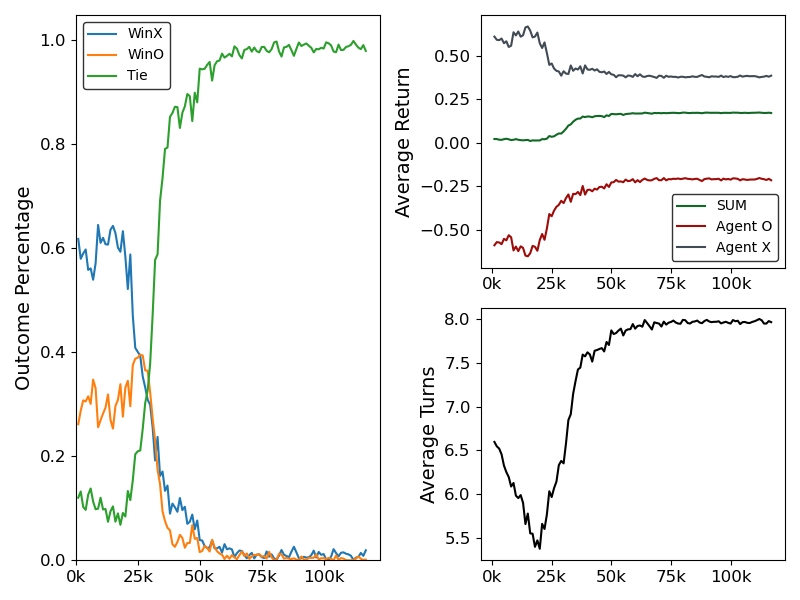 Outcome Percentage
1.0
0.8
0.6
0.4
0.2
0.0
0k
25k
50k
75k
100k
WinX
WinO
Tie
Average Return
0.50
0.25
0.00
−0.25
−0.50
0k
25k
50k
75k
100k
SUM
Agent O
Agent X
Average Turns
8.0
7.5
7.0
6.5
6.0
5.5
0k
25k
50k
75k
100k